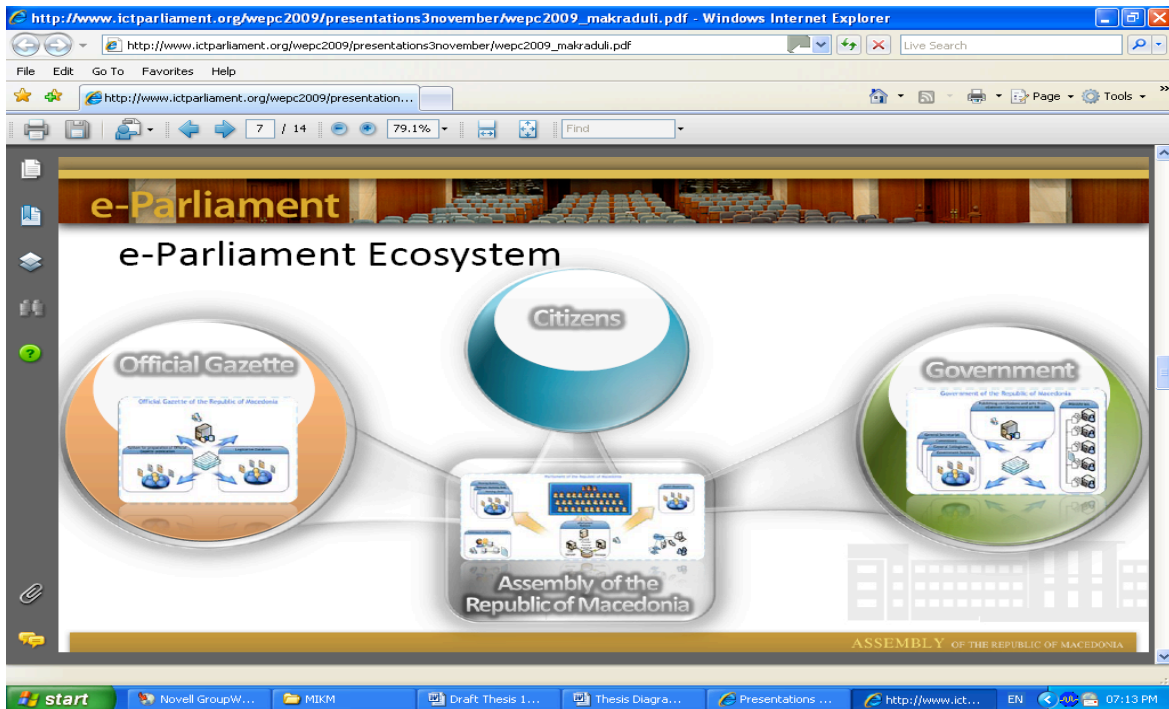 http://www.ictparliament.org/wepc2009/presentations3november/wepc2009_makraduli.pdf - Windows Internet Explorer
http://www.ictparliament.org/wepc2009/presentations3november/wepc2009_makraduli.pdf
Live Search
File Edit Go To Favorites Help
http://www.ictparliament.org/wepc2009/presentation...
Page Tools
7 / 14 79.1% Find
e-Parliament
e-Parliament Ecosystem
Citizens
Official Gazette
Official Gazette of the Republic of Macedonia
Government
Government of the Republic of Macedonia
Assembly of the
Republic of Macedonia
ASSEMBLY OF THE REPUBLIC OF MACEDONIA
start Novell GroupW... MIKM Draft Thesis 1... Thesis Diagra... Presentations ... http://www.ict... EN 07:13 PM